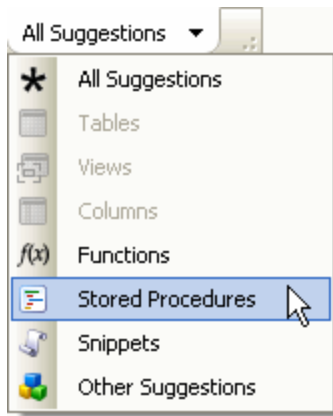 All Suggestions
All Suggestions
Tables
Views
Columns
f(x) Functions
Stored Procedures
Snippets
Other Suggestions